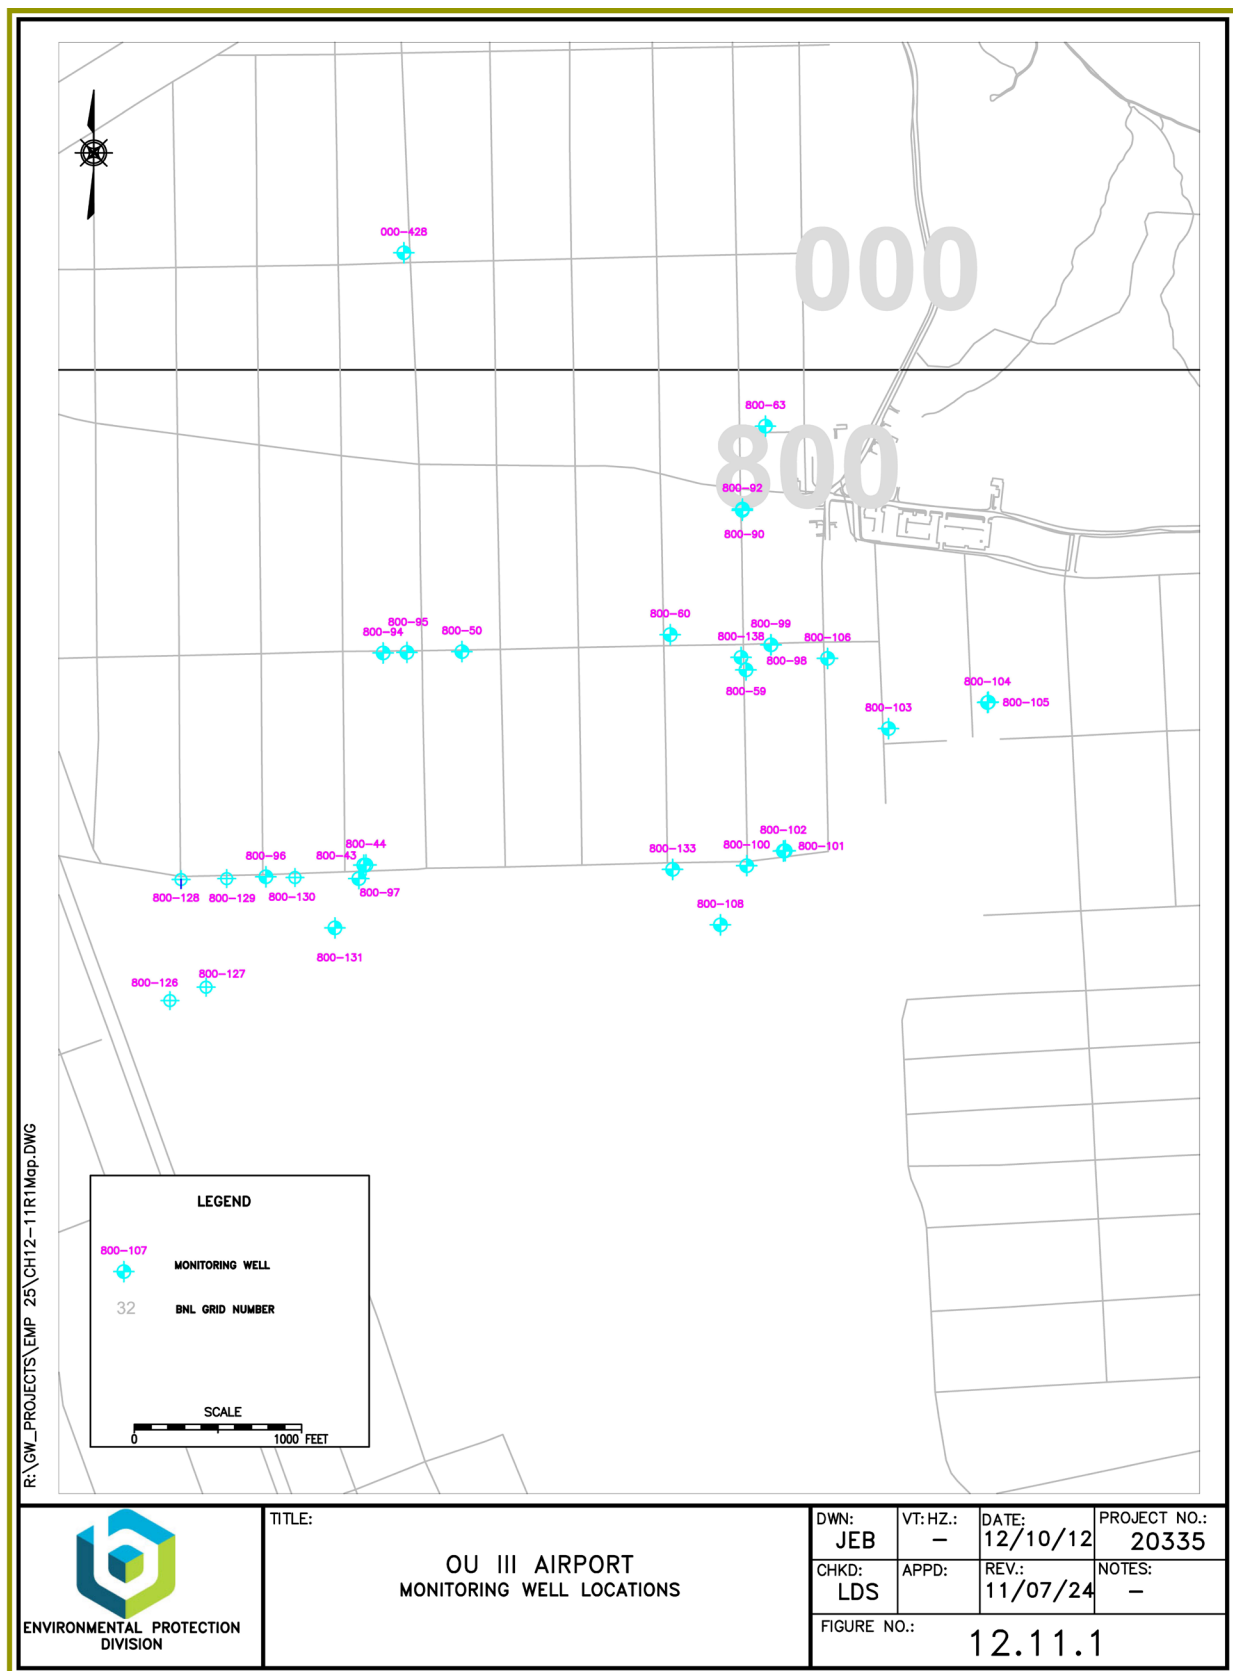 000-428
000
800-63
800
800-92
800-90
800-60
800-99
800-95
800-94
800-50
800-138
800-106
800-98
800-59
800-104
800-105
800-103
800-102
800-44
800-133
800-100
800-101
800-96
800-43
800-128
800-129
800-130
800-97
800-108
800-131
800-127
800-126
R:\GW_PROJECTS\EMP 25\CH12-11R1Map.DWG
LEGEND
800-107
MONITORING WELL
32
BNL GRID NUMBER
SCALE
0
1000 FEET
ENVIRONMENTAL PROTECTION
DIVISION
TITLE:
OU III AIRPORT
MONITORING WELL LOCATIONS
DWN:
JEB
VT:HZ.:
-
DATE:
12/10/12
PROJECT NO.:
20335
CHKD:
LDS
APPD:
REV.:
11/07/24
NOTES:
-
FIGURE NO.:
12.11.1